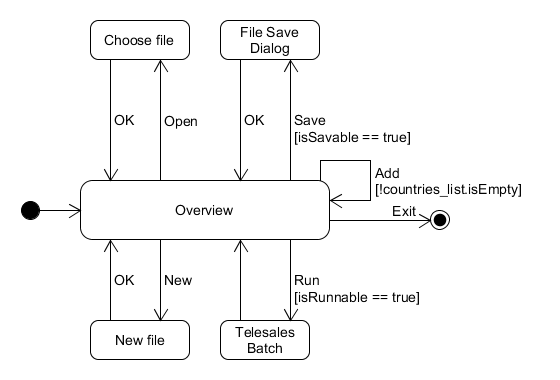 Choose file
File Save
Dialog
OK
Open
OK
Save
[isSavable == true]
Add
[!countries_list.isEmpty]
Overview
Exit
OK
New
Run
[isRunnable == true]
New file
Telesales
Batch